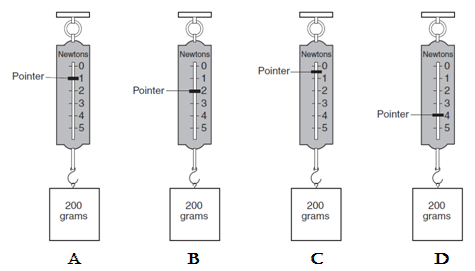 Newtons
0
Pointer 1
2
3
4
5
200
grams
A
Newtons
0
1
Pointer 2
3
4
5
200
grams
B
Newtons
0
Pointer
1
2
3
4
5
200
grams
C
Newtons
0
1
2
3
Pointer 4
5
200
grams
D